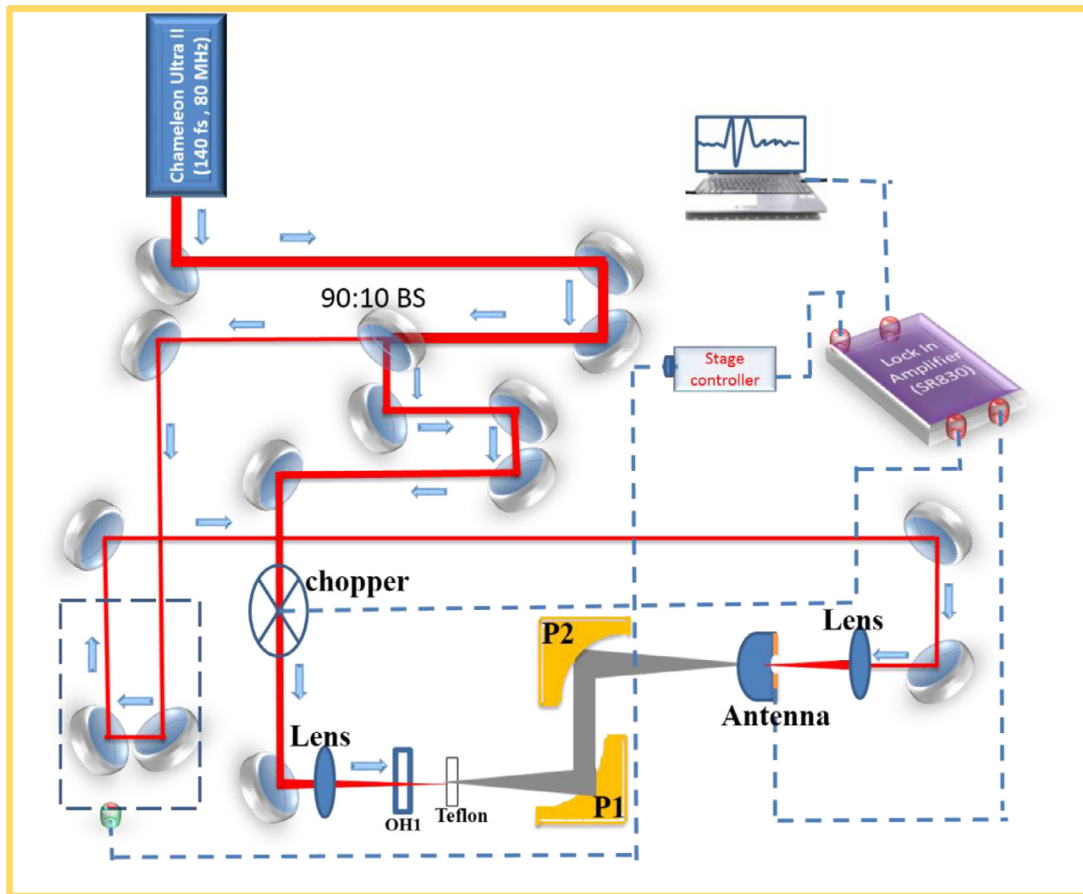 Chameleon Ultra II
(140 fs , 80 MHz)
90:10 BS
Stage
controller
Lock In
Amplifier
(SR830)
chopper
P2
Lens
Antenna
Lens
OH1
Teflon
P1